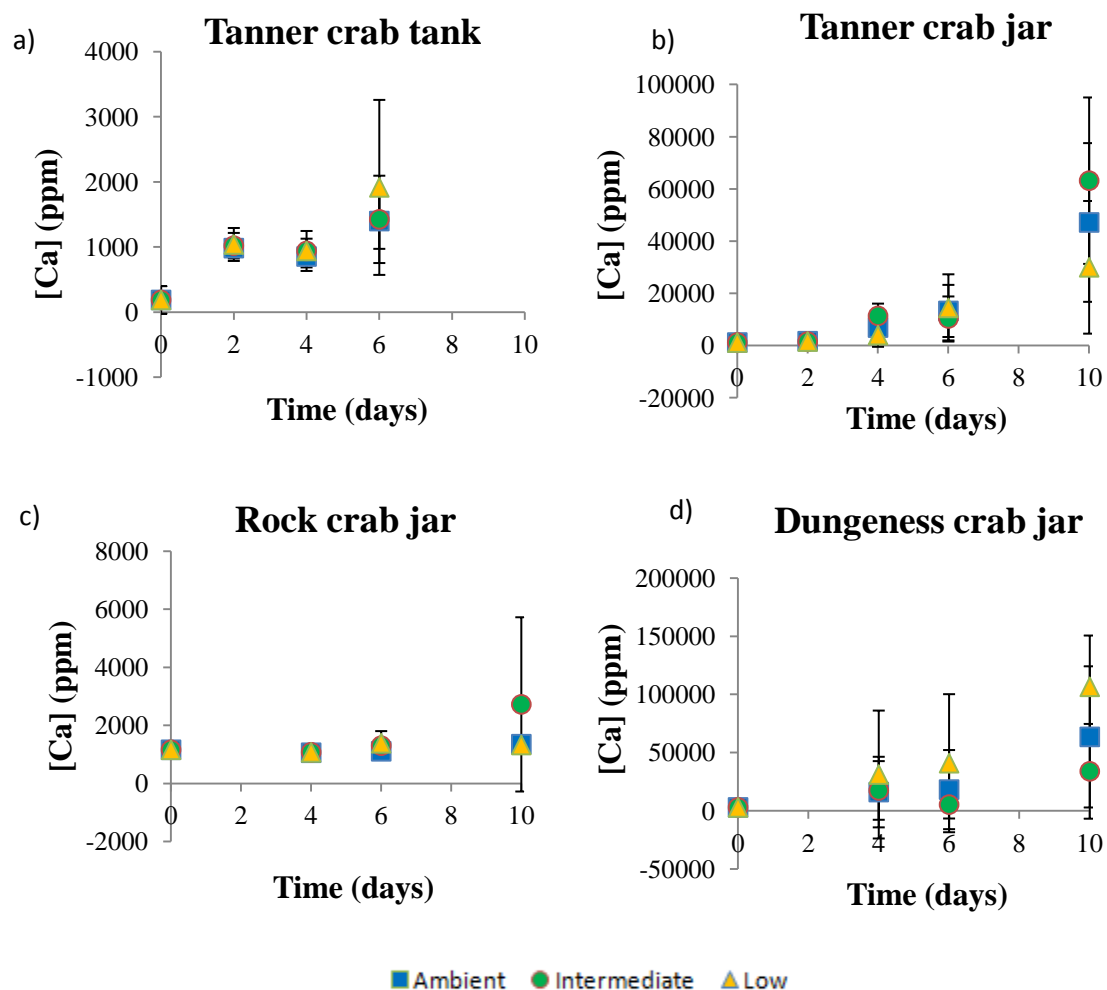 a)
Tanner crab tank
4000
3000
2000
1000
0
-1000
[Ca] (ppm)
0 2 4 6 8 10
Time (days)
b)
Tanner crab jar
100000
80000
60000
40000
20000
0
-20000
[Ca] (ppm)
0 2 4 6 8 10
Time (days)
c)
Rock crab jar
8000
6000
4000
2000
0
-2000
[Ca] (ppm)
0 2 4 6 8 10
Time (days)
d)
Dungeness crab jar
200000
150000
100000
50000
0
-50000
[Ca] (ppm)
0 2 4 6 8 10
Time (days)
Ambient Intermediate Low